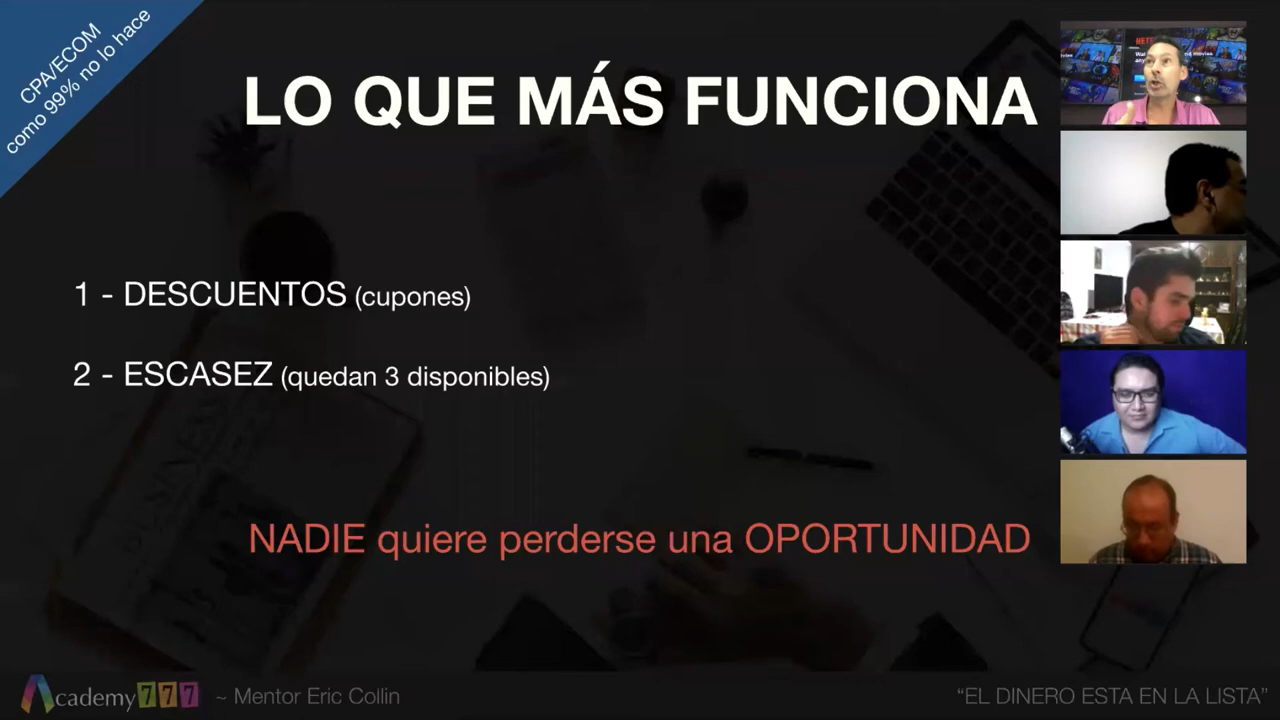 CPA/ECOM
como 99% no lo hace
LO QUE MÁS FUNCIONA
1 - DESCUENTOS (cupones)
2 - ESCASEZ (quedan 3 disponibles)
NADIE quiere perderse una OPORTUNIDAD
Academy777 ~ Mentor Eric Collin
“EL DINERO ESTA EN LA LISTA”